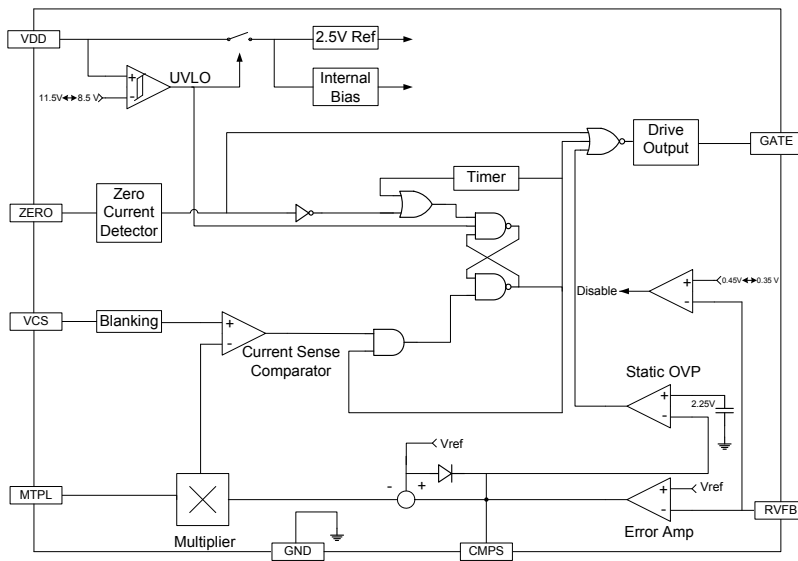 VDD
2.5V Ref
UVLO
Internal
Bias
11.5V↔8.5 V
+
-
Drive
Output
GATE
Timer
ZERO
Zero
Current
Detector
Disable
0.45V↔0.35 V
+
-
VCS
Blanking
+
-
Current Sense
Comparator
Static OVP
2.25V
+
-
Vref
MTPL
Multiplier
-
+
+
-
Vref
Error Amp
RVFB
GND
CMPS